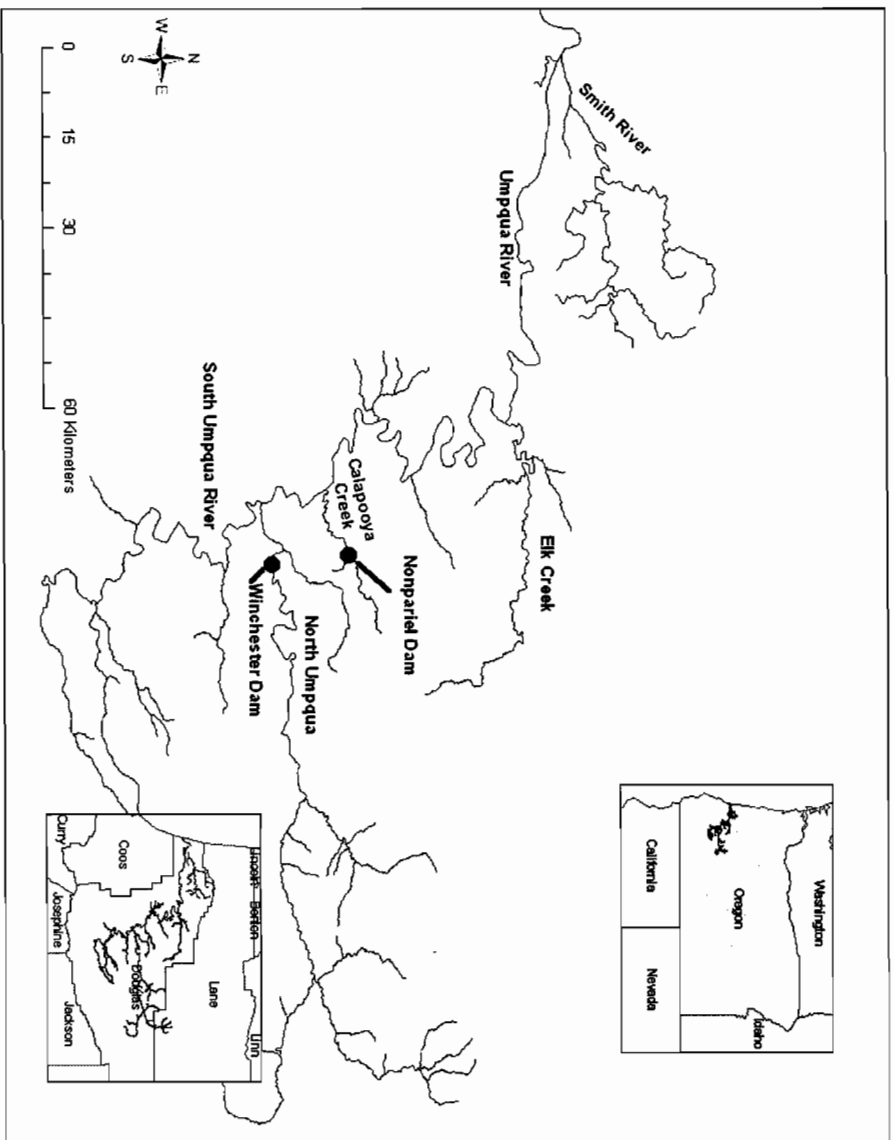 Smith River
Umpqua River
Elk Creek
Calapooya
Creek
Nonpariel Dam
North Umpqua
Winchester Dam
South Umpqua River
W
N
S
E
0
15
30
60 Kilometers
Washington
Oregon
Idaho
California
Nevada
Lincoln
Benton
Linn
Lane
Coos
Douglas
Curry
Josephine
Jackson